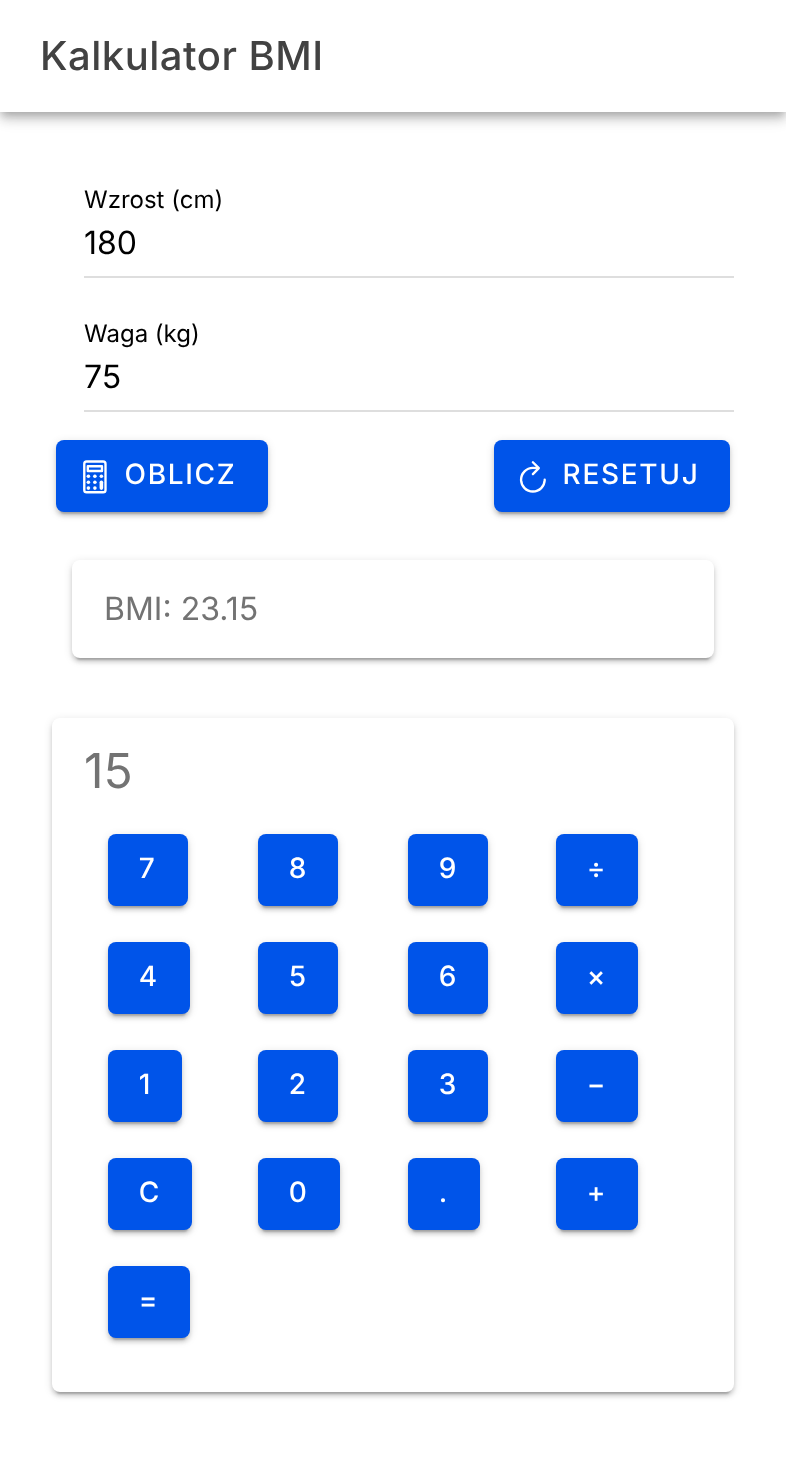 Kalkulator BMI
Wzrost (cm)
180
Waga (kg)
75
OBLICZ RESETUJ
BMI: 23.15
15
7 8 9 ÷
4 5 6 ×
1 2 3 −
C 0 . +
=